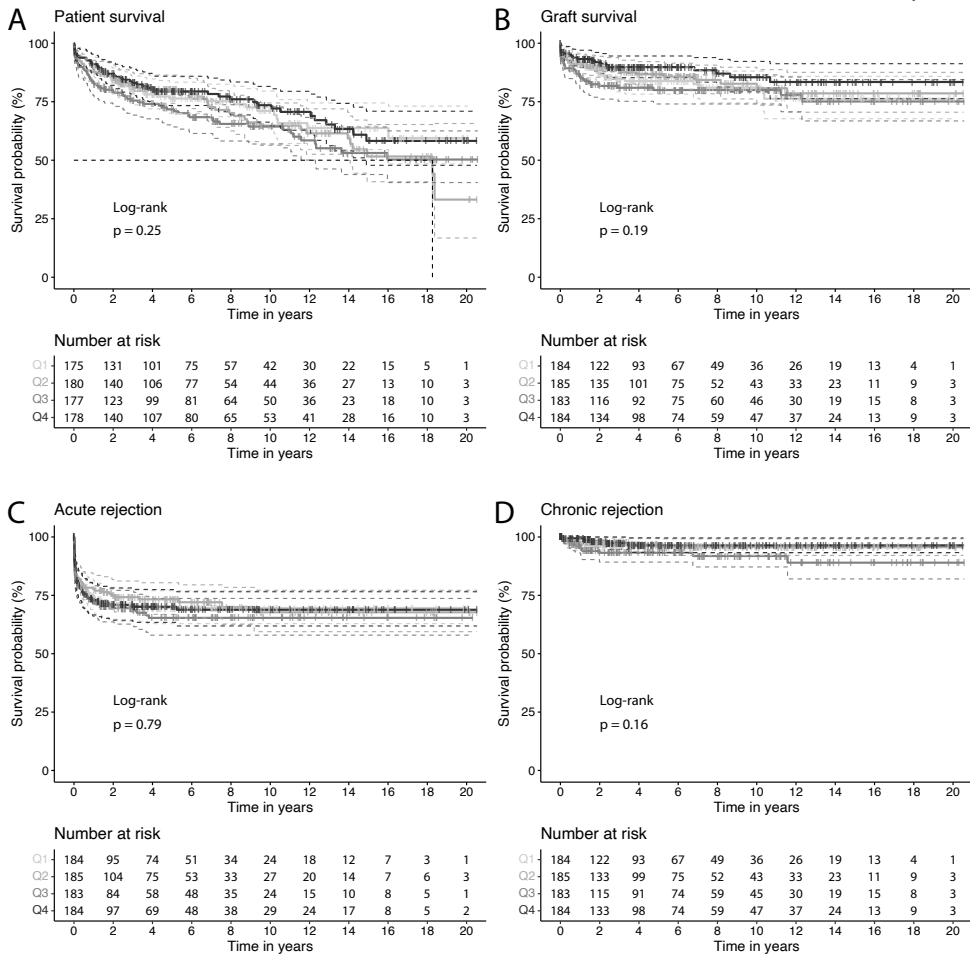 A
Patient survival
Survival probability (%)
100
75
50
25
0
Log-rank
p = 0.25
0 2 4 6 8 10 12 14 16 18 20
Time in years
Number at risk
Q1 175 131 101 75 57 42 30 22 15 5 1
Q2 180 140 106 77 54 44 36 27 13 10 3
Q3 177 123 99 81 64 50 36 23 18 10 3
Q4 178 140 107 80 65 53 41 28 16 10 3
0 2 4 6 8 10 12 14 16 18 20
Time in years
B
Graft survival
Survival probability (%)
100
75
50
25
0
Log-rank
p = 0.19
0 2 4 6 8 10 12 14 16 18 20
Time in years
Number at risk
Q1 184 122 93 67 49 36 26 19 13 4 1
Q2 185 135 101 75 52 43 33 23 11 9 3
Q3 183 116 92 75 60 46 30 19 15 8 3
Q4 184 134 98 74 59 47 37 24 13 9 3
0 2 4 6 8 10 12 14 16 18 20
Time in years
C
Acute rejection
Survival probability (%)
100
75
50
25
0
Log-rank
p = 0.79
0 2 4 6 8 10 12 14 16 18 20
Time in years
Number at risk
Q1 184 95 74 51 34 24 18 12 7 3 1
Q2 185 104 75 53 33 27 20 14 7 6 3
Q3 183 84 58 48 35 24 15 10 8 5 1
Q4 184 97 69 48 38 29 24 17 8 5 2
0 2 4 6 8 10 12 14 16 18 20
Time in years
D
Chronic rejection
Survival probability (%)
100
75
50
25
0
Log-rank
p = 0.16
0 2 4 6 8 10 12 14 16 18 20
Time in years
Number at risk
Q1 184 122 93 67 49 36 26 19 13 4 1
Q2 185 133 99 75 52 43 33 23 11 9 3
Q3 183 115 91 74 59 45 30 19 15 8 3
Q4 184 133 98 74 59 47 37 24 13 9 3
0 2 4 6 8 10 12 14 16 18 20
Time in years